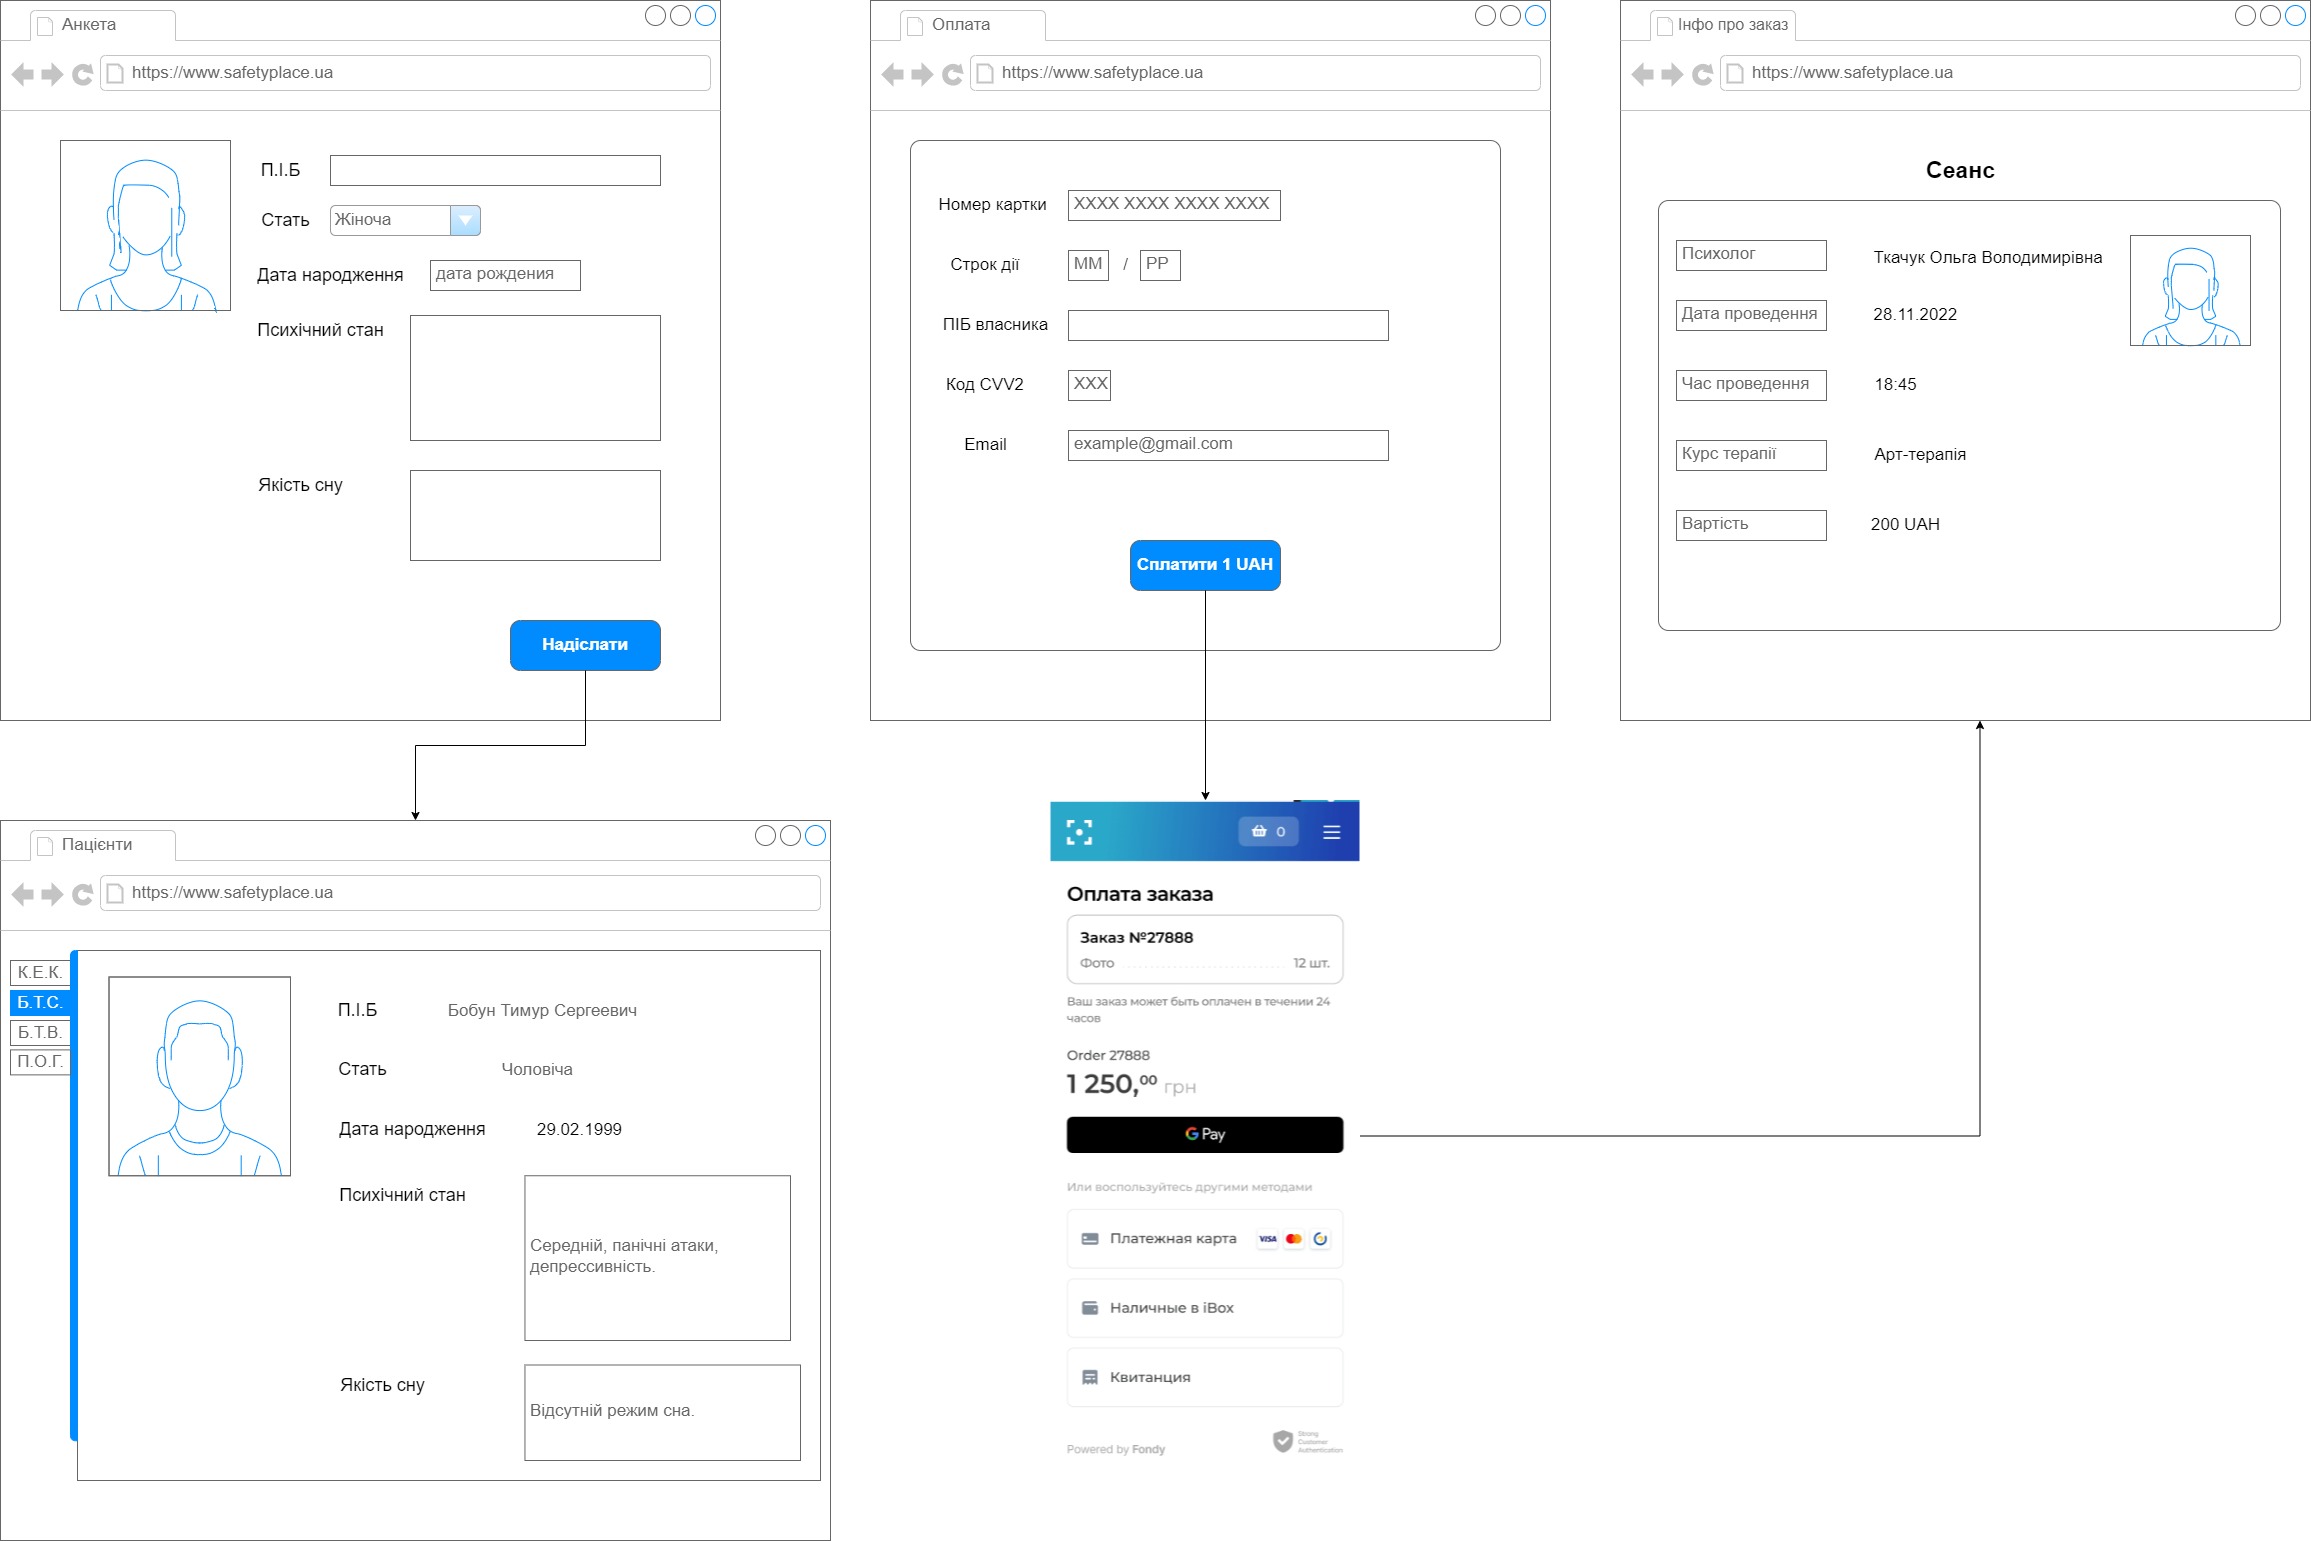 Анкета
https://www.safetyplace.ua
П.І.Б
Стать
Жіноча
Дата народження
дата рождения
Психічний стан
Якість сну
Надіслати
Оплата
https://www.safetyplace.ua
Номер картки
XXXX XXXX XXXX XXXX
Строк дії
ММ / РР
ПІБ власника
Код CVV2
XXX
Email
example@gmail.com
Сплатити 1 UAH
Інфо про заказ
https://www.safetyplace.ua
Сеанс
Психолог
Ткачук Ольга Володимирівна
Дата проведення
28.11.2022
Час проведення
18:45
Курс терапії
Арт-терапія
Вартість
200 UAH
Пацієнти
https://www.safetyplace.ua
К.Е.К.
Б.Т.С.
Б.Т.В.
П.О.Г.
П.І.Б
Бобун Тимур Сергеевич
Стать
Чоловіча
Дата народження
29.02.1999
Психічний стан
Середній, панічні атаки,
депрессивність.
Якість сну
Відсутній режим сна.
0
Оплата заказа
Заказ №27888
Фото 12 шт.
Ваш заказ может быть оплачен в течении 24
часов
Order 27888
1 250,00 грн
G Pay
Или воспользуйтесь другими методами
Платежная карта
VISA
Наличные в iBox
Квитанция
Powered by Fondy
Strong
Customer
Authentication